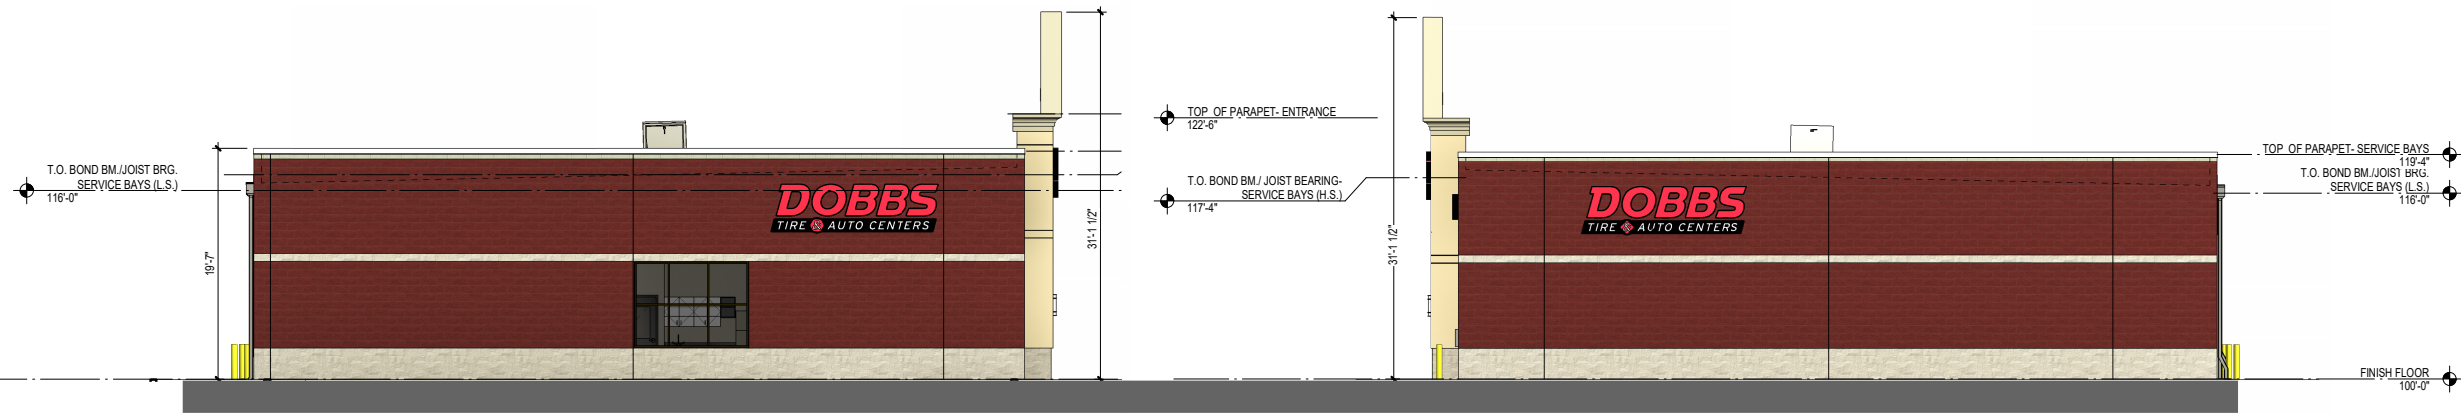 T.O. BOND BM./JOIST BRG.
SERVICE BAYS (L.S.)
116'-0"
19'-7"
DOBBS
TIRE AUTO CENTERS
31'-1 1/2"
TOP OF PARAPET- ENTRANCE
122'-6"
T.O. BOND BM./ JOIST BEARING-
SERVICE BAYS (H.S.)
117'-4"
31'-1 1/2"
DOBBS
TIRE AUTO CENTERS
TOP OF PARAPET- SERVICE BAYS
119'-4"
T.O. BOND BM./JOIST BRG.
SERVICE BAYS (L.S.)
116'-0"
FINISH FLOOR
100'-0"